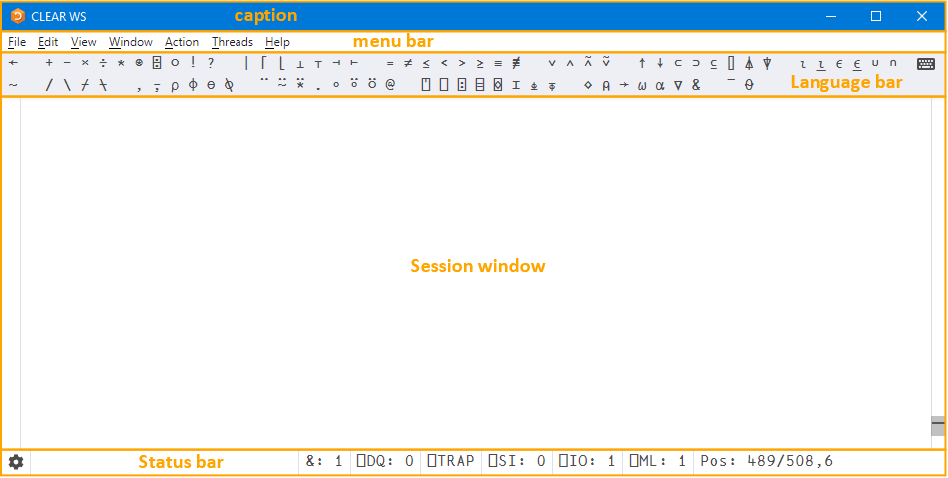 CLEAR WS caption
File Edit View Window Action Threads Help menu bar
← + - × ÷ * ⍟ ⌹ ○ ! ? | ⌈ ⌊ ⊥ ⊤ ⊣ ⊢ = ≠ ≤ < > ≥ ≡ ≢ ∨ ∧ ⍲ ⍱ ↑ ↓ ⊂ ⊃ ⊆ ⌷ ⍋ ⍒ ⍳ ⍸ ∊ ⍷ ∪ ∩
~ / \ ⌿ ⍀ , ⍪ ⍴ ⌽ ⊖ ⍉ ¨ ⍨ ⍣ . ∘ ⍤ ⍥ @ ⍞ ⎕ ⍠ ⌸ ⌺ ⌶ ⍎ ⍕ ⋄ ⍝ → ⍵ ⍺ ∇ & ¯ ⍬ Language bar
Session window
Status bar &: 1 ⎕DQ: 0 ⎕TRAP ⎕SI: 0 ⎕IO: 1 ⎕ML: 1 Pos: 489/508,6